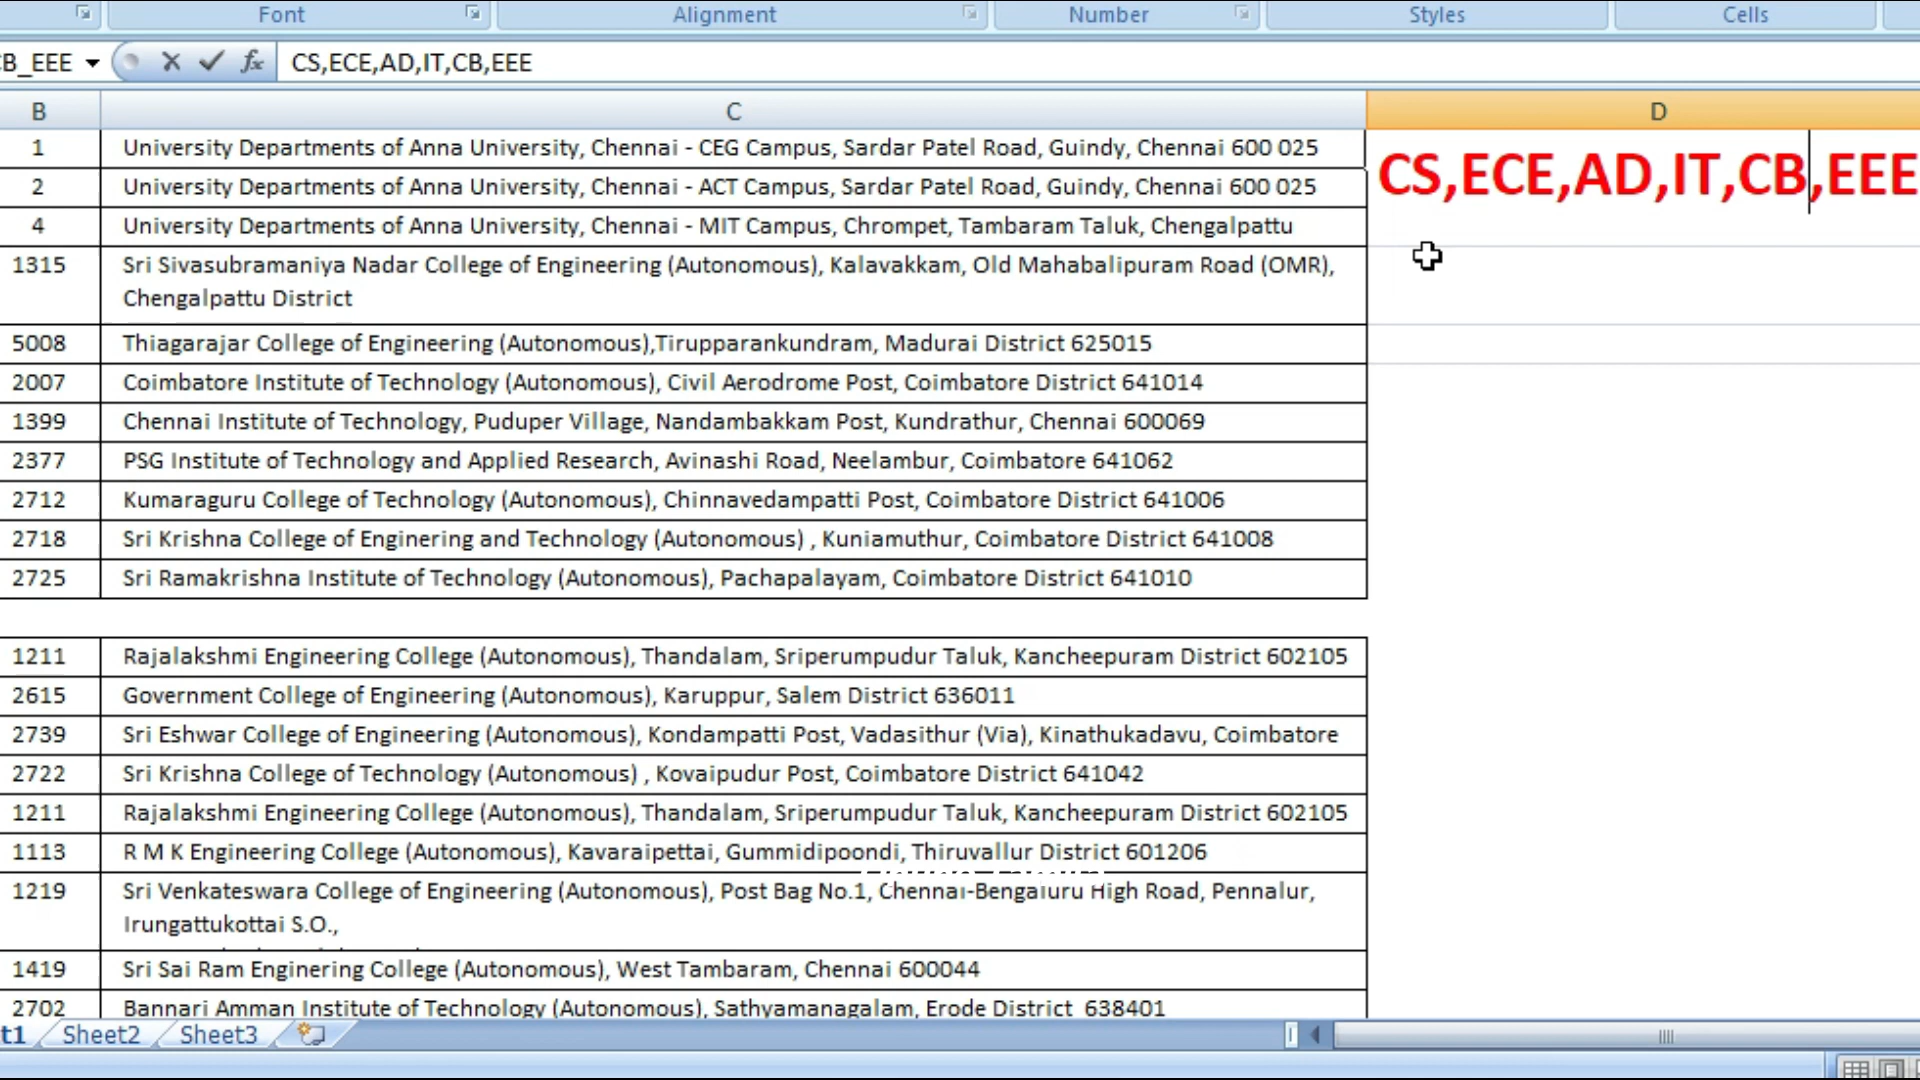 Font Alignment Number Styles Cells
B_EEE CS,ECE,AD,IT,CB,EEE
B C D
1 University Departments of Anna University, Chennai - CEG Campus, Sardar Patel Road, Guindy, Chennai 600 025
CS,ECE,AD,IT,CB,EEE
2 University Departments of Anna University, Chennai - ACT Campus, Sardar Patel Road, Guindy, Chennai 600 025
4 University Departments of Anna University, Chennai - MIT Campus, Chrompet, Tambaram Taluk, Chengalpattu
1315 Sri Sivasubramaniya Nadar College of Engineering (Autonomous), Kalavakkam, Old Mahabalipuram Road (OMR),
Chengalpattu District
5008 Thiagarajar College of Engineering (Autonomous),Tirupparankundram, Madurai District 625015
2007 Coimbatore Institute of Technology (Autonomous), Civil Aerodrome Post, Coimbatore District 641014
1399 Chennai Institute of Technology, Puduper Village, Nandambakkam Post, Kundrathur, Chennai 600069
2377 PSG Institute of Technology and Applied Research, Avinashi Road, Neelambur, Coimbatore 641062
2712 Kumaraguru College of Technology (Autonomous), Chinnavedampatti Post, Coimbatore District 641006
2718 Sri Krishna College of Enginering and Technology (Autonomous) , Kuniamuthur, Coimbatore District 641008
2725 Sri Ramakrishna Institute of Technology (Autonomous), Pachapalayam, Coimbatore District 641010
1211 Rajalakshmi Engineering College (Autonomous), Thandalam, Sriperumpudur Taluk, Kancheepuram District 602105
2615 Government College of Engineering (Autonomous), Karuppur, Salem District 636011
2739 Sri Eshwar College of Engineering (Autonomous), Kondampatti Post, Vadasithur (Via), Kinathukadavu, Coimbatore
2722 Sri Krishna College of Technology (Autonomous) , Kovaipudur Post, Coimbatore District 641042
1211 Rajalakshmi Engineering College (Autonomous), Thandalam, Sriperumpudur Taluk, Kancheepuram District 602105
1113 R M K Engineering College (Autonomous), Kavaraipettai, Gummidipoondi, Thiruvallur District 601206
1219 Sri Venkateswara College of Engineering (Autonomous), Post Bag No.1, Chennai-Bengaluru High Road, Pennalur,
Irungattukottai S.O.,
1419 Sri Sai Ram Enginering College (Autonomous), West Tambaram, Chennai 600044
2702 Bannari Amman Institute of Technology (Autonomous), Sathyamanagalam, Erode District 638401
t1 Sheet2 Sheet3